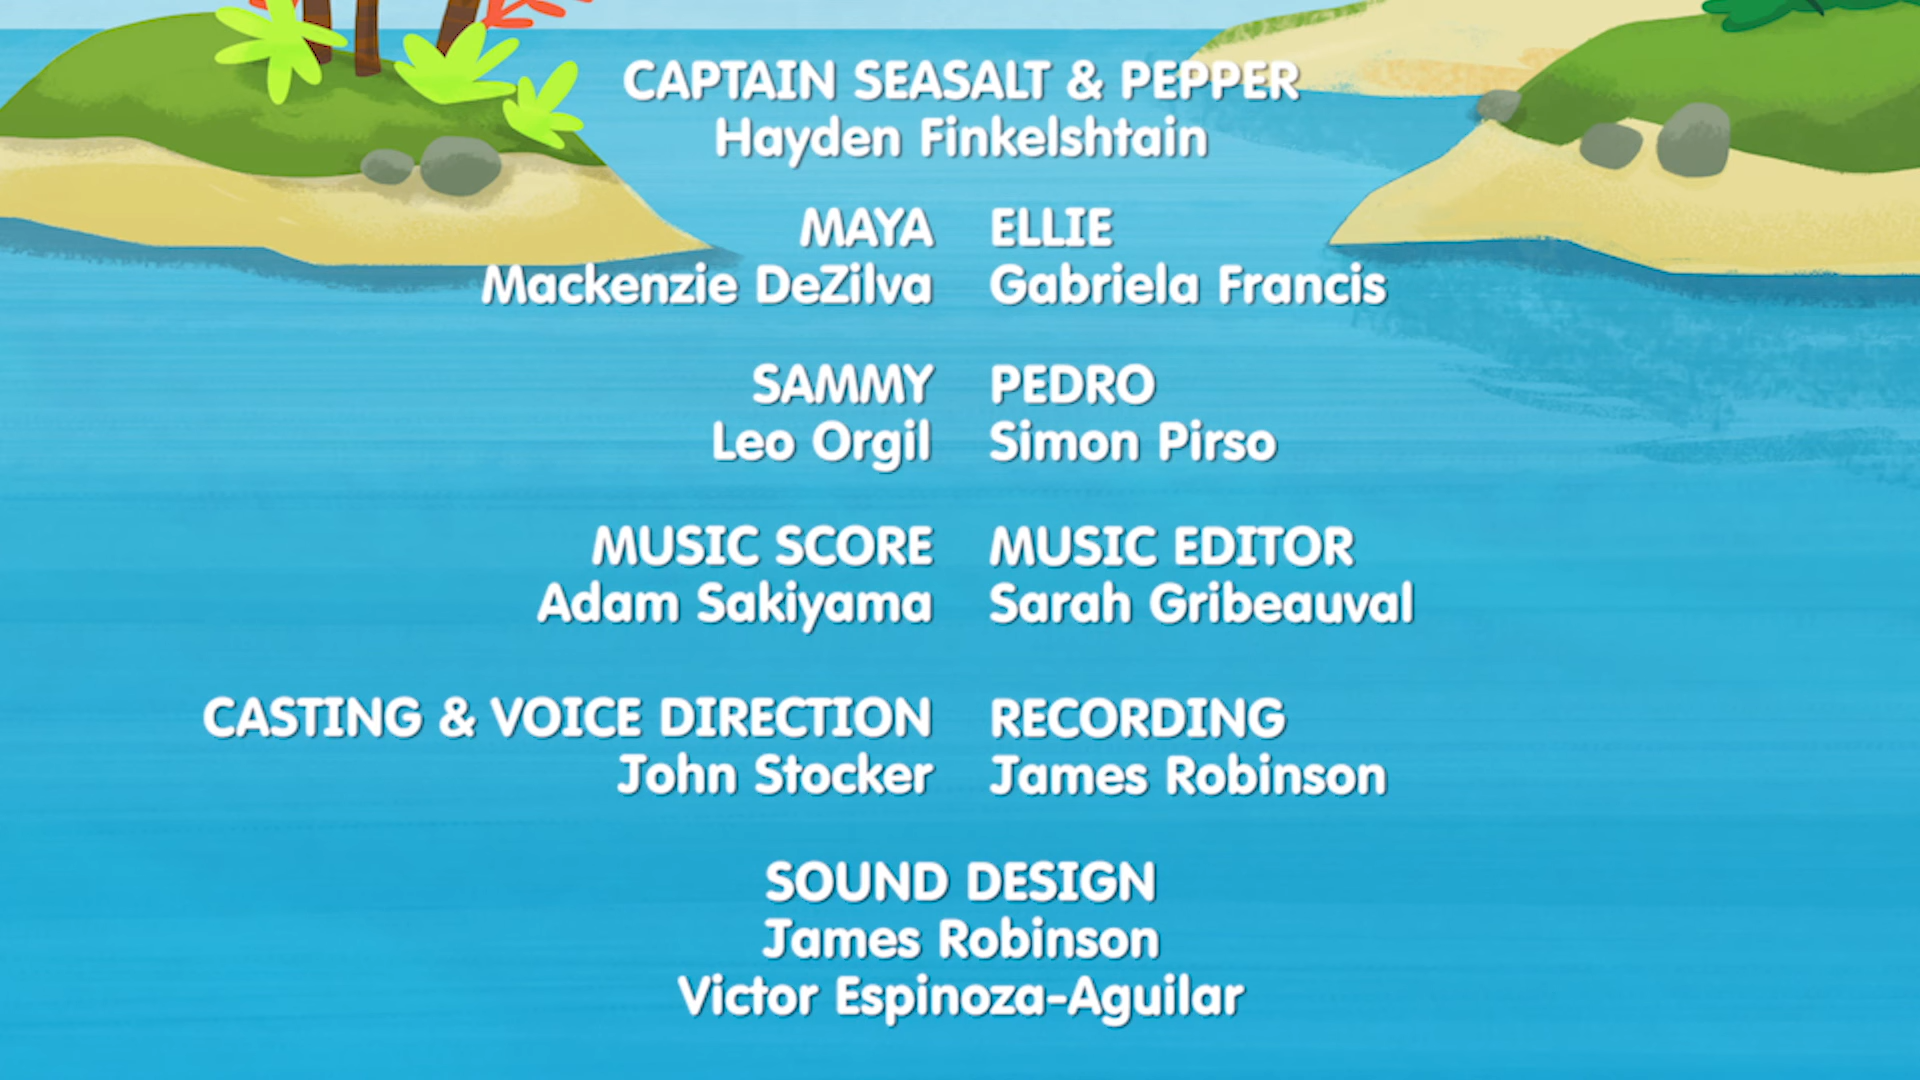 CAPTAIN SEASALT & PEPPER
Hayden Finkelshtain
MAYA
Mackenzie DeZilva
ELLIE
Gabriela Francis
SAMMY
Leo Orgil
PEDRO
Simon Pirso
MUSIC SCORE
Adam Sakiyama
MUSIC EDITOR
Sarah Gribeauval
CASTING & VOICE DIRECTION
John Stocker
RECORDING
James Robinson
SOUND DESIGN
James Robinson
Victor Espinoza-Aguilar